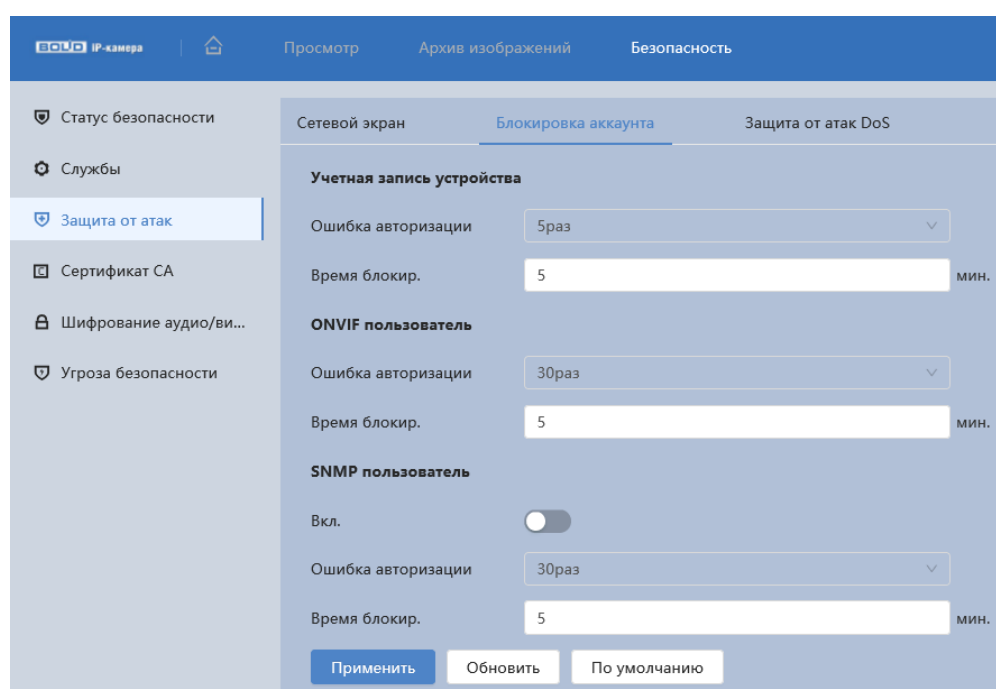 BOLID IP-камера Просмотр Архив изображений Безопасность
Статус безопасности
Службы
Защита от атак
Сертификат CA
Шифрование аудио/ви...
Угроза безопасности
Сетевой экран Блокировка аккаунта Защита от атак DoS
Учетная запись устройства
Ошибка авторизации 5раз
Время блокир. 5 мин.
ONVIF пользователь
Ошибка авторизации 30раз
Время блокир. 5 мин.
SNMP пользователь
Вкл.
Ошибка авторизации 30раз
Время блокир. 5 мин.
Применить Обновить По умолчанию